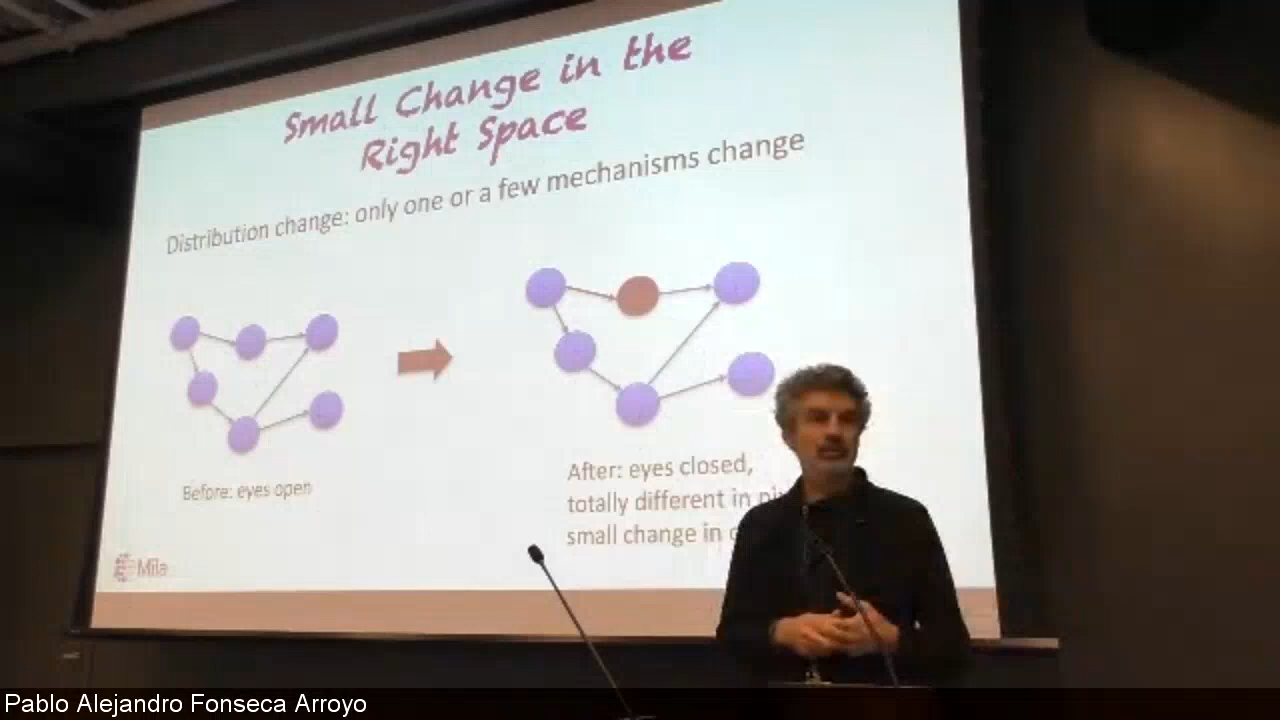 Small Change in the
Right Space
Distribution change: only one or a few mechanisms change
Before: eyes open
After: eyes closed,
totally different in
small change in
Mila
Pablo Alejandro Fonseca Arroyo